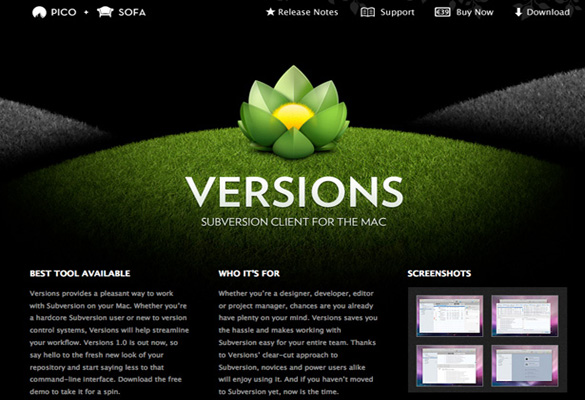 PICO + SOFA
Release Notes
Support
€39 Buy Now
Download
VERSIONS
SUBVERSION CLIENT FOR THE MAC
BEST TOOL AVAILABLE
Versions provides a pleasant way to work
with Subversion on your Mac. Whether you're
a hardcore Subversion user or new to version
control systems, Versions will help streamline
your workflow. Versions 1.0 is out now, so
say hello to the fresh new look of your
repository and start saying less to that
command-line interface. Download the free
demo to take it for a spin.
WHO IT'S FOR
Whether you're a designer, developer, editor
or project manager, chances are you already
have plenty on your mind. Versions saves you
the hassle and makes working with
Subversion easy for your entire team. Thanks
to Versions' clear-cut approach to
Subversion, novices and power users alike
will enjoy using it. And if you haven't moved
to Subversion yet, now is the time.
SCREENSHOTS